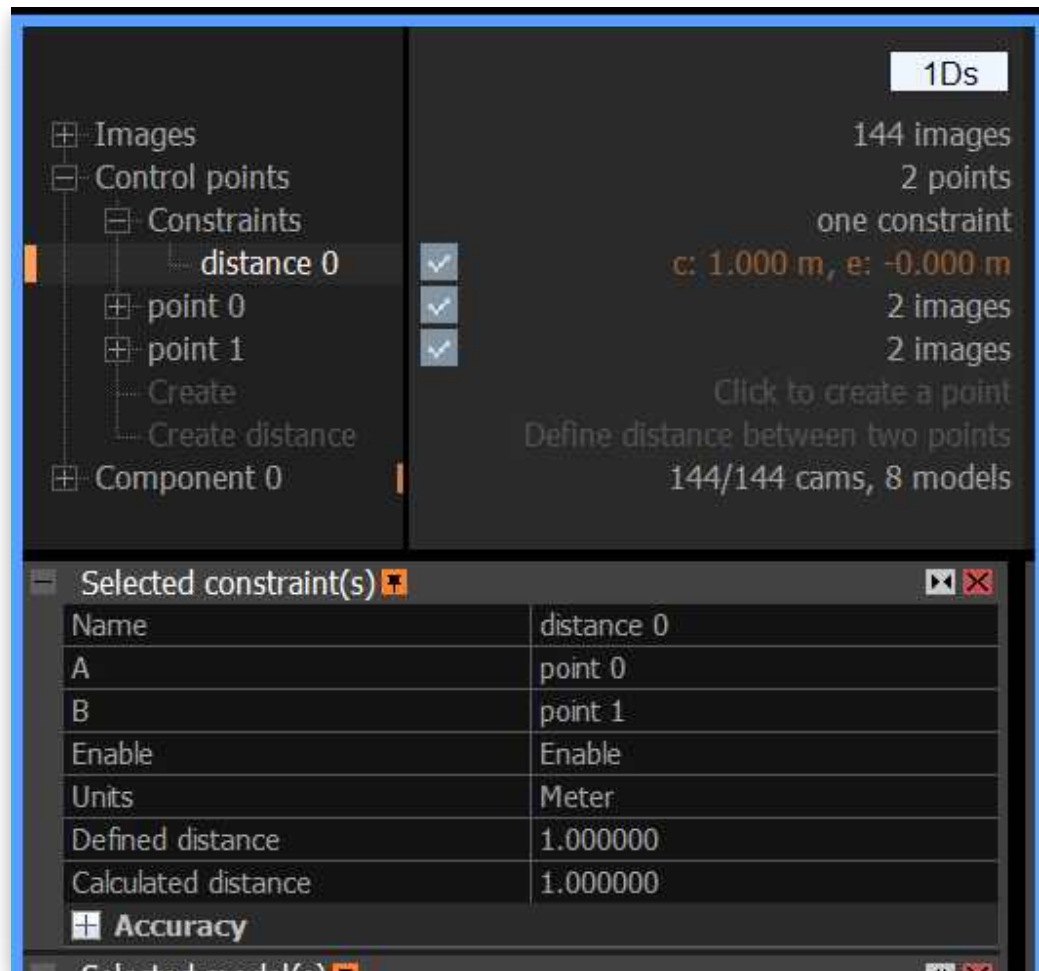 1Ds
Images 144 images
Control points 2 points
Constraints one constraint
distance 0 c: 1.000 m, e: -0.000 m
point 0 2 images
point 1 2 images
Create Click to create a point
Create distance Define distance between two points
Component 0 144/144 cams, 8 models
Selected constraint(s)
Name distance 0
A point 0
B point 1
Enable Enable
Units Meter
Defined distance 1.000000
Calculated distance 1.000000
Accuracy
Selected model(s)